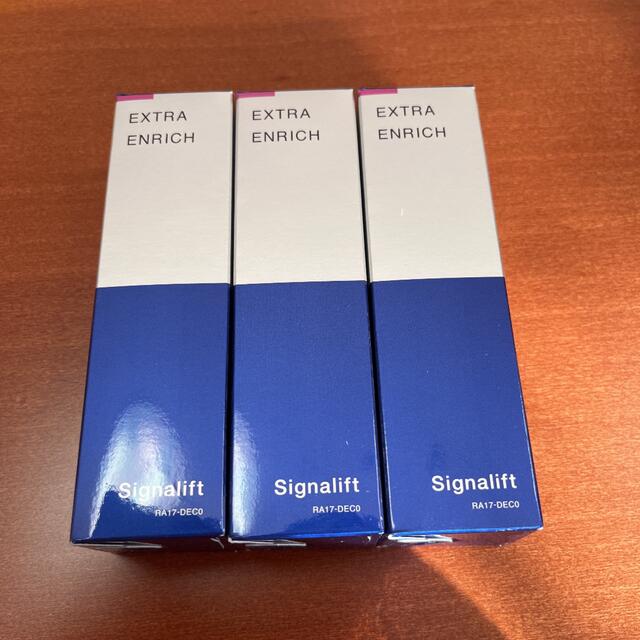 EXTRA
ENRICH
Signalift
RA17-DEC0
EXTRA
ENRICH
Signalift
RA17-DEC0
EXTRA
ENRICH
Signalift
RA17-DEC0